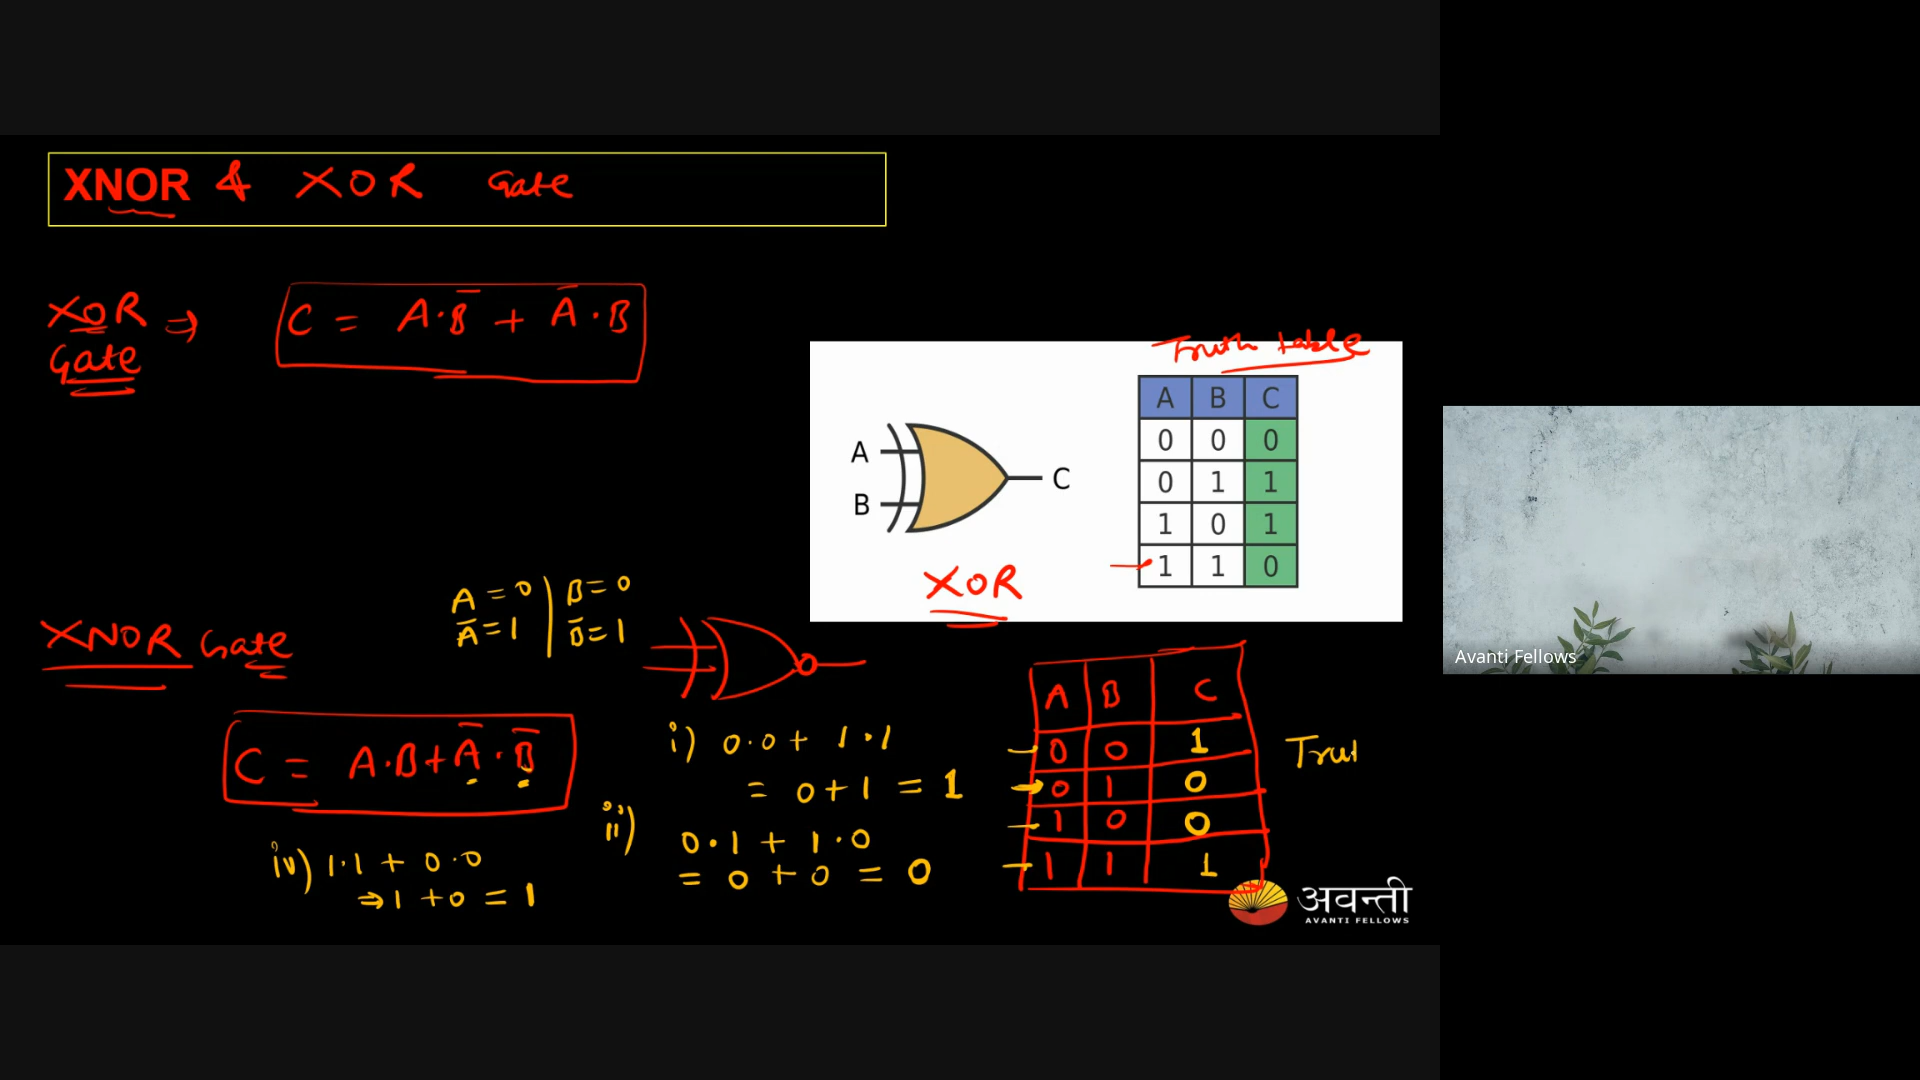 XNOR & XOR Gate
XOR Gate ⇒ C = A·B̅ + A̅·B
Truth table
A B C
0 0 0
0 1 1
1 0 1
1 1 0
A
B
C
XOR
XNOR Gate
A = 0 | B = 0
A̅ = 1 | B̅ = 1
C = A·B + A̅·B̅
i) 0·0 + 1·1
= 0 + 1 = 1
ii) 0·1 + 1·0
= 0 + 0 = 0
iv) 1·1 + 0·0
⇒ 1 + 0 = 1
A B C
0 0 1
0 1 0
1 0 0
1 1 1
Trut
अवन्ती
AVANTI FELLOWS
Avanti Fellows